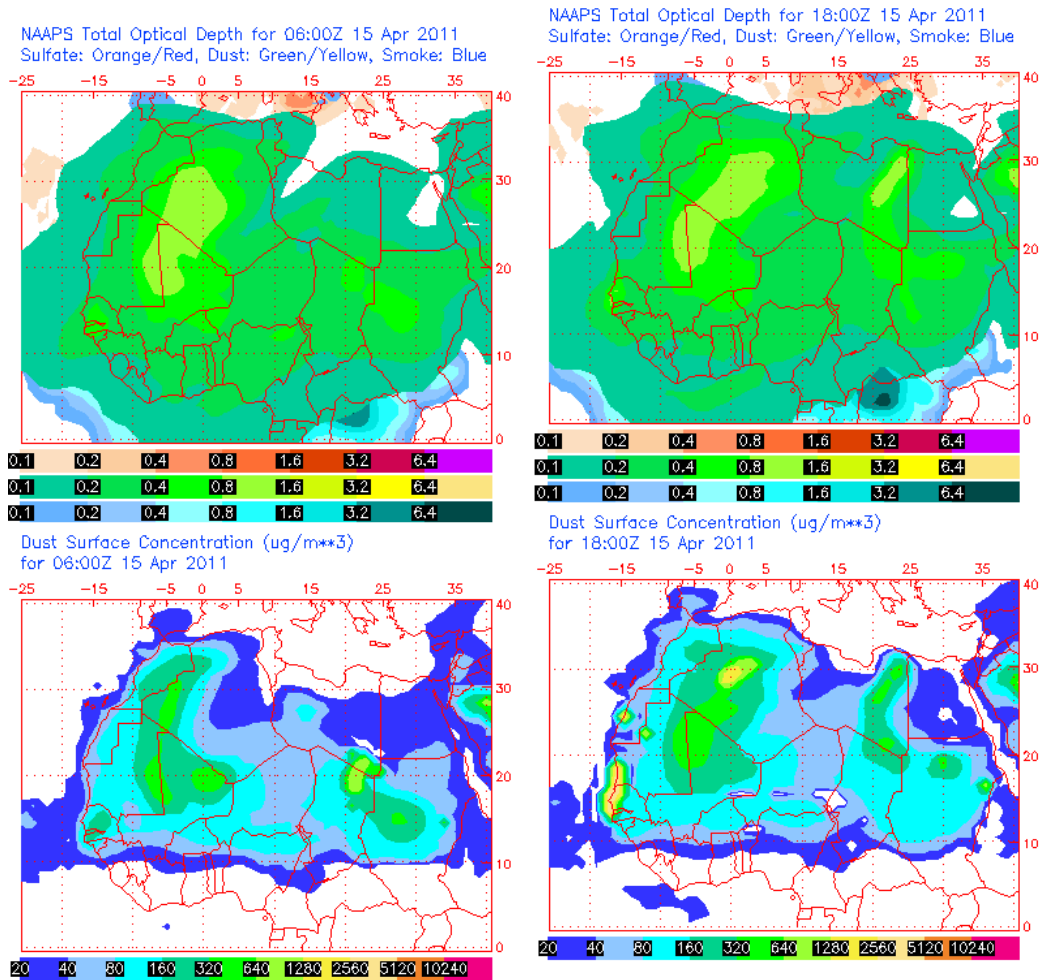 NAAPS Total Optical Depth for 06:00Z 15 Apr 2011
Sulfate: Orange/Red, Dust: Green/Yellow, Smoke: Blue
-25 -15 -5 0 5 15 25 35
40
30
20
10
0
0.1 0.2 0.4 0.8 1.6 3.2 6.4
0.1 0.2 0.4 0.8 1.6 3.2 6.4
0.1 0.2 0.4 0.8 1.6 3.2 6.4
NAAPS Total Optical Depth for 18:00Z 15 Apr 2011
Sulfate: Orange/Red, Dust: Green/Yellow, Smoke: Blue
-25 -15 -5 0 5 15 25 35
40
30
20
10
0
0.1 0.2 0.4 0.8 1.6 3.2 6.4
0.1 0.2 0.4 0.8 1.6 3.2 6.4
0.1 0.2 0.4 0.8 1.6 3.2 6.4
Dust Surface Concentration (ug/m**3)
for 06:00Z 15 Apr 2011
-25 -15 -5 0 5 15 25 35
40
30
20
10
0
20 40 80 160 320 640 1280 2560 5120 10240
Dust Surface Concentration (ug/m**3)
for 18:00Z 15 Apr 2011
-25 -15 -5 0 5 15 25 35
40
30
20
10
0
20 40 80 160 320 640 1280 2560 5120 10240